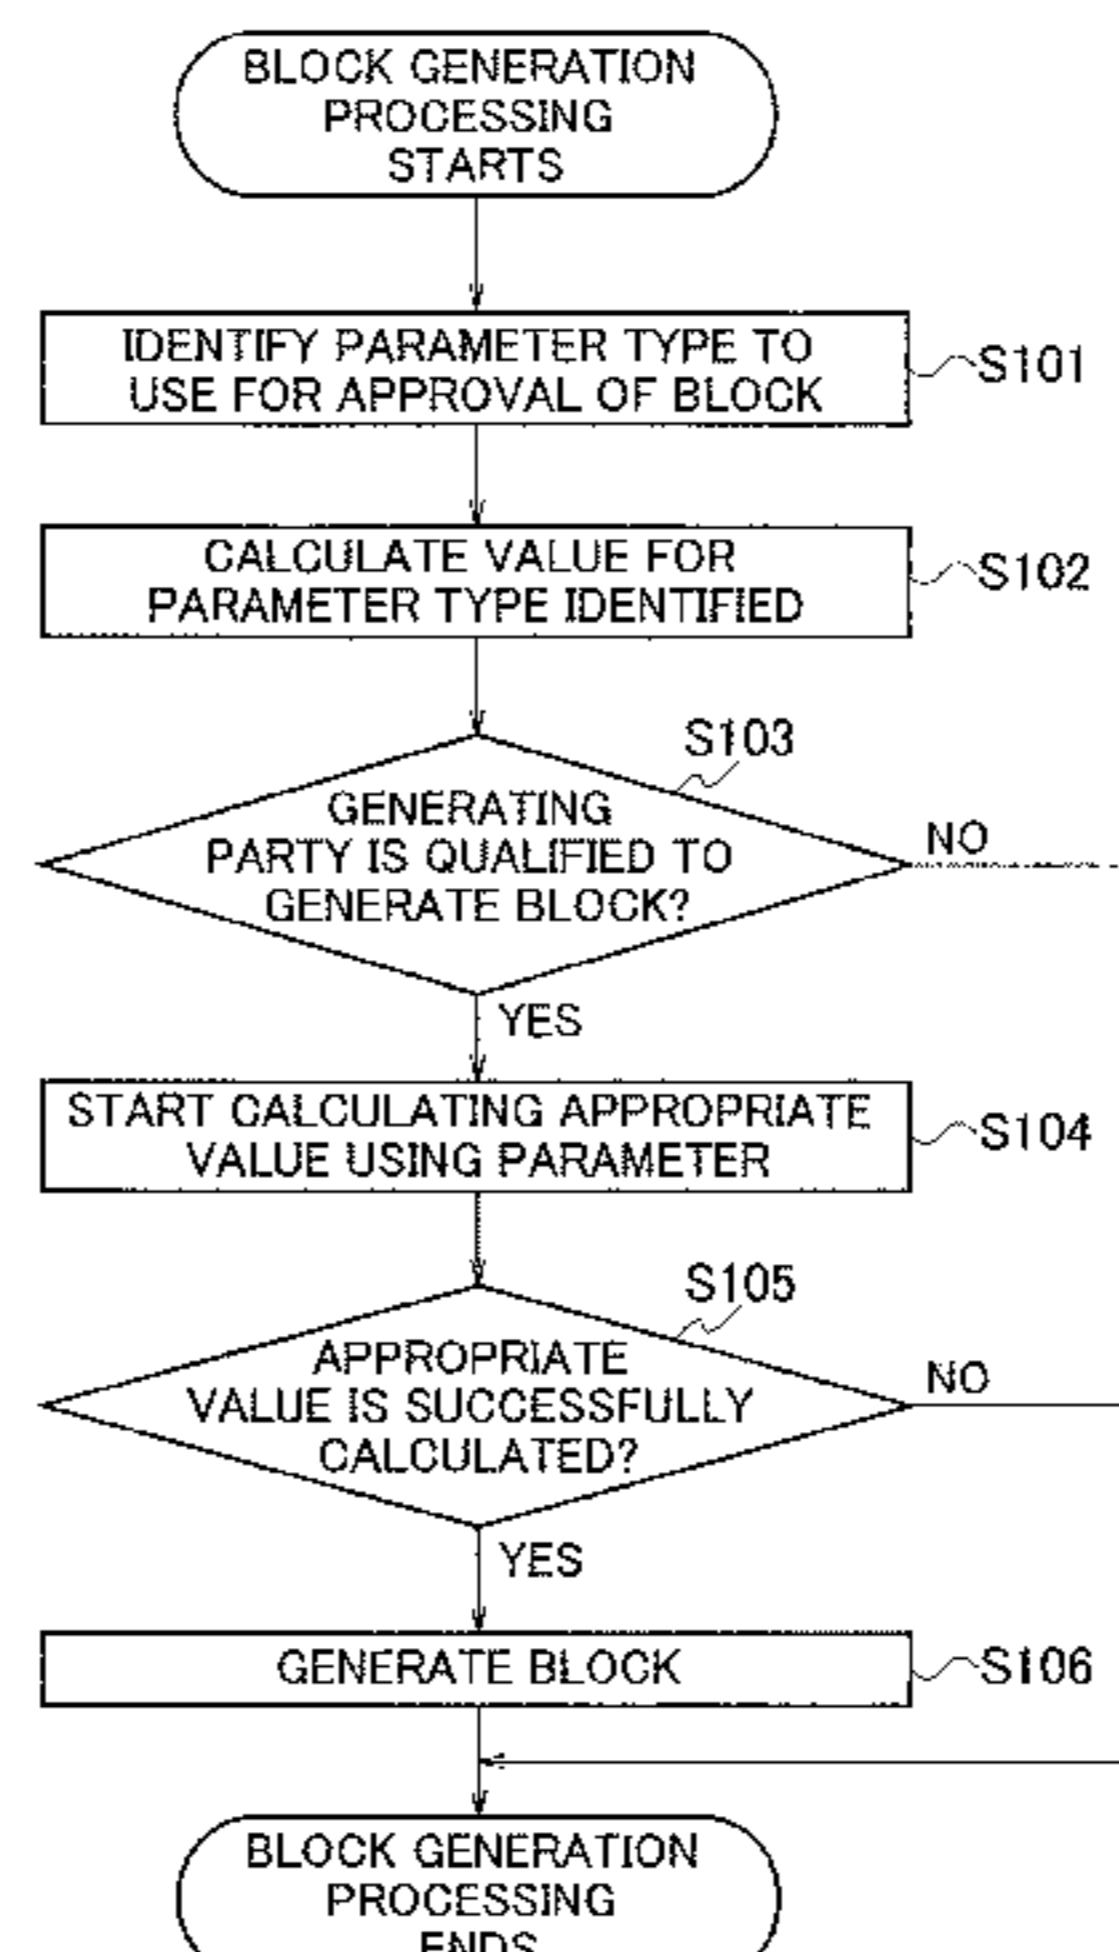 BLOCK GENERATION
PROCESSING
STARTS
IDENTIFY PARAMETER TYPE TO
USE FOR APPROVAL OF BLOCK
S101
CALCULATE VALUE FOR
PARAMETER TYPE IDENTIFIED
S102
S103
GENERATING
PARTY IS QUALIFIED TO
GENERATE BLOCK?
NO
YES
START CALCULATING APPROPRIATE
VALUE USING PARAMETER
S104
S105
APPROPRIATE
VALUE IS SUCCESSFULLY
CALCULATED?
NO
YES
GENERATE BLOCK
S106
BLOCK GENERATION
PROCESSING
ENDS